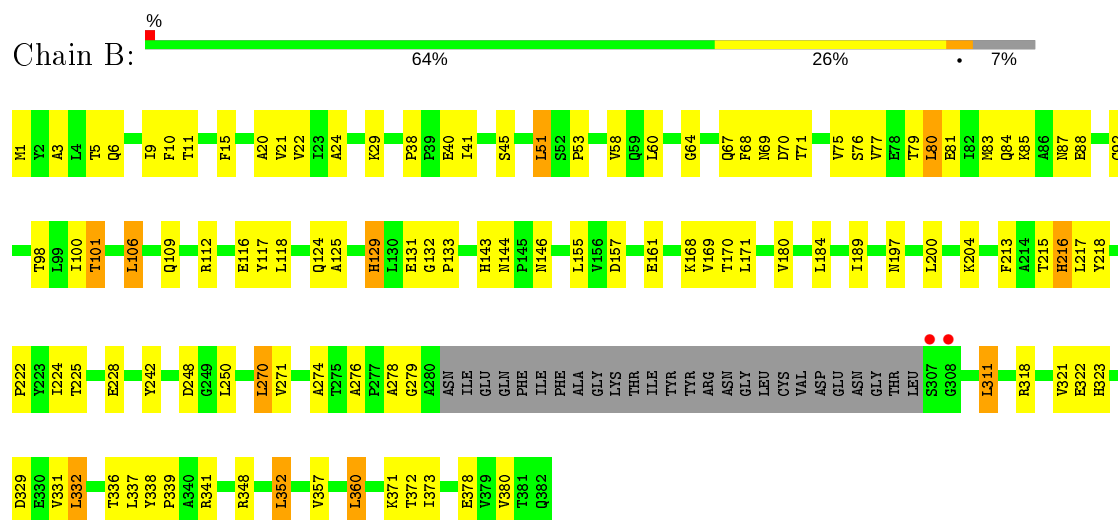 %
Chain B:
64% 26% • 7%
M1 Y2 A3 L4 T5 Q6 I9 F10 T11 F15 A20 V21 V22 I23 A24 K29 P38 P39 E40 I41 S45 L51 S52 P53 V58 Q59 L60 G64 Q67 F68 N69 D70 T71 V75 S76 V77 E78 T79 L80 E81 I82 M83 Q84 K85 A86 N87 E88
T98 L99 I100 T101 L106 Q109 R112 E116 Y117 L118 Q124 A125 H129 L130 E131 G132 P133 H143 N144 P145 N146 L155 V156 D157 E161 K168 V169 T170 L171 V180 L184 I189 N197 L200 K204 F213 A214 T215 H216 L217 Y218
P222 Y223 I224 T225 E228 Y242 D248 G249 L250 L270 V271 A274 T275 A276 P277 A278 G279 A280 ASN ILE GLU GLN PHE ILE PHE ALA GLY LYS THR ILE TYR TYR ARG ASN GLY LEU CYS VAL ASP GLU ASN GLY THR LEU S307 G308 L311 R318 V321 E322 H323
D329 E330 V331 L332 T336 L337 Y338 P339 A340 R341 R348 L352 V357 L360 K371 T372 I373 E378 V379 V380 T381 Q382